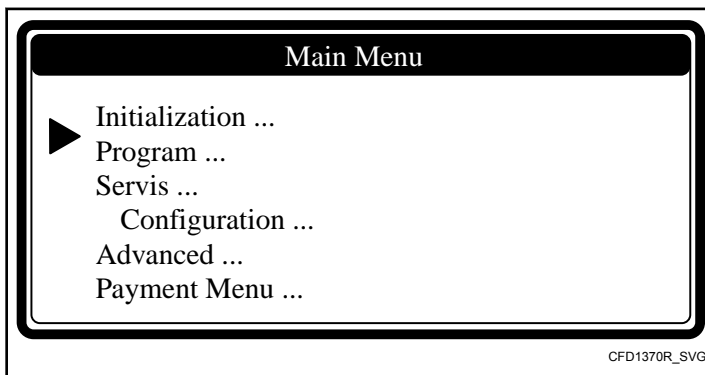 Main Menu
Initialization ...
Program ...
Servis ...
Configuration ...
Advanced ...
Payment Menu ...
CFD1370R_SVG